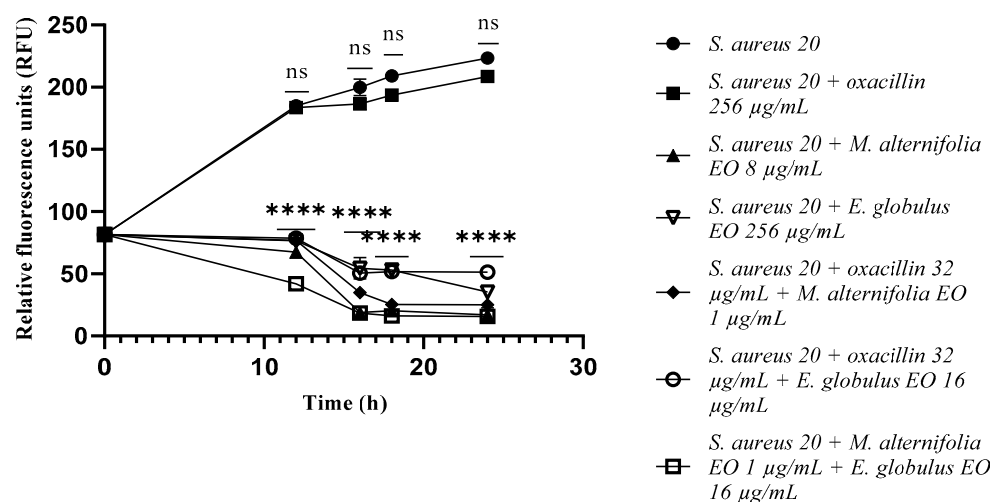 Relative fluorescence units (RFU)
250
200
150
100
50
0
ns
ns
ns
ns
****
****
****
****
0
10
20
30
Time (h)
S. aureus 20
S. aureus 20 + oxacillin
256 µg/mL
S. aureus 20 + M. alternifolia
EO 8 µg/mL
S. aureus 20 + E. globulus
EO 256 µg/mL
S. aureus 20 + oxacillin 32
µg/mL + M. alternifolia EO
1 µg/mL
S. aureus 20 + oxacillin 32
µg/mL + E. globulus EO 16
µg/mL
S. aureus 20 + M. alternifolia
EO 1 µg/mL + E. globulus EO
16 µg/mL